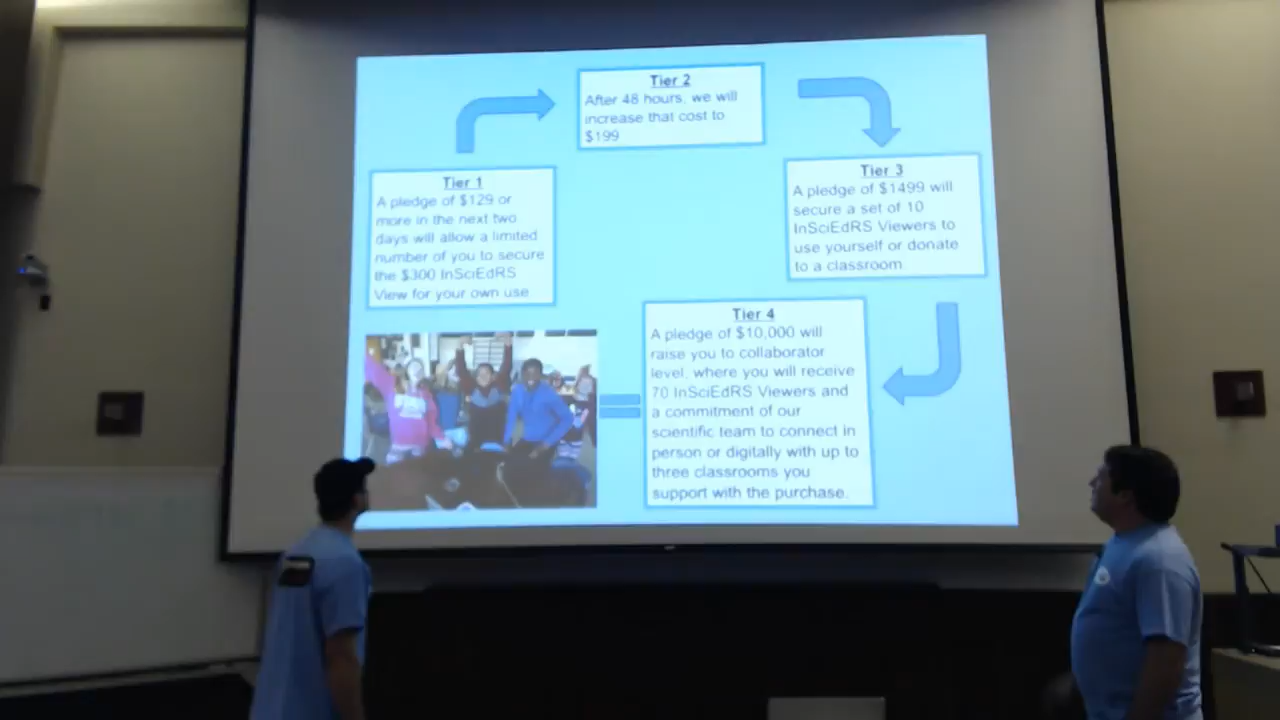 Tier 1
A pledge of $129 or
more in the next two
days will allow a limited
number of you to secure
the $300 InSciEdRS
View for your own use
Tier 2
After 48 hours, we will
increase that cost to
$199
Tier 3
A pledge of $1499 will
secure a set of 10
InSciEdRS Viewers to
use yourself or donate
to a classroom.
Tier 4
A pledge of $10,000 will
raise you to collaborator
level, where you will receive
70 InSciEdRS Viewers and
a commitment of our
scientific team to connect in
person or digitally with up to
three classrooms you
support with the purchase.